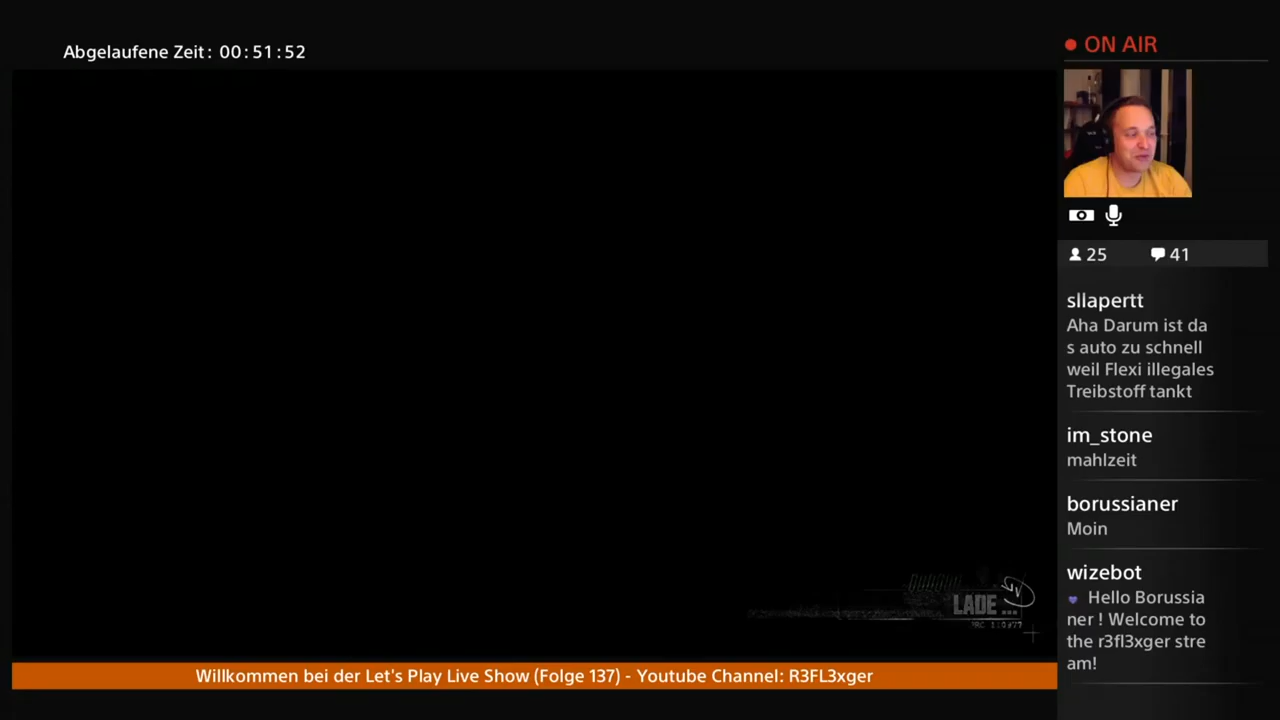 Abgelaufene Zeit: 00:51:52
ON AIR
25 41
sllapertt
Aha Darum ist da
s auto zu schnell
weil Flexi illegales
Treibstoff tankt
im_stone
mahlzeit
borussianer
Moin
wizebot
Hello Borussia
ner ! Welcome to
the r3fl3xger stre
am!
LADE ...
Willkommen bei der Let's Play Live Show (Folge 137) - Youtube Channel: R3FL3xger